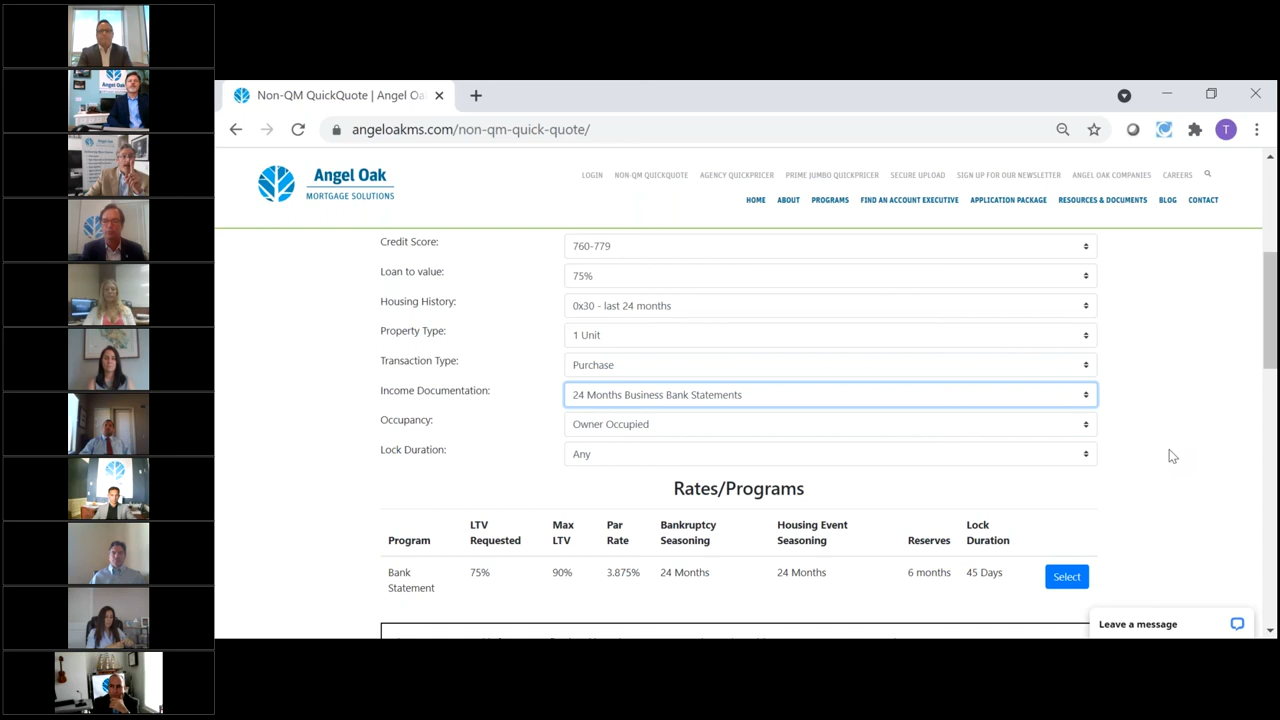 Non-QM QuickQuote | Angel Oa
angeloakms.com/non-qm-quick-quote/
T
Angel Oak
MORTGAGE SOLUTIONS
LOGIN NON-QM QUICKQUOTE AGENCY QUICKPRICER PRIME JUMBO QUICKPRICER SECURE UPLOAD SIGN UP FOR OUR NEWSLETTER ANGEL OAK COMPANIES CAREERS
HOME ABOUT PROGRAMS FIND AN ACCOUNT EXECUTIVE APPLICATION PACKAGE RESOURCES & DOCUMENTS BLOG CONTACT
Credit Score: 760-779
Loan to value: 75%
Housing History: 0x30 - last 24 months
Property Type: 1 Unit
Transaction Type: Purchase
Income Documentation: 24 Months Business Bank Statements
Occupancy: Owner Occupied
Lock Duration: Any
Rates/Programs
Program LTV Requested Max LTV Par Rate Bankruptcy Seasoning Housing Event Seasoning Reserves Lock Duration
Bank Statement 75% 90% 3.875% 24 Months 24 Months 6 months 45 Days Select
Leave a message
Angel Oak
Angel Oak